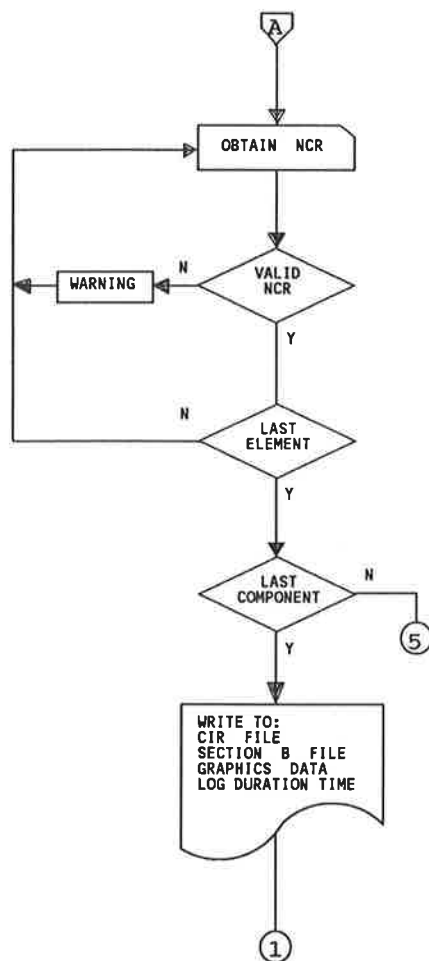 A
OBTAIN NCR
VALID
NCR
N
WARNING
Y
N
LAST
ELEMENT
Y
LAST
COMPONENT
N
5
Y
WRITE TO:
CIR FILE
SECTION B FILE
GRAPHICS DATA
LOG DURATION TIME
1